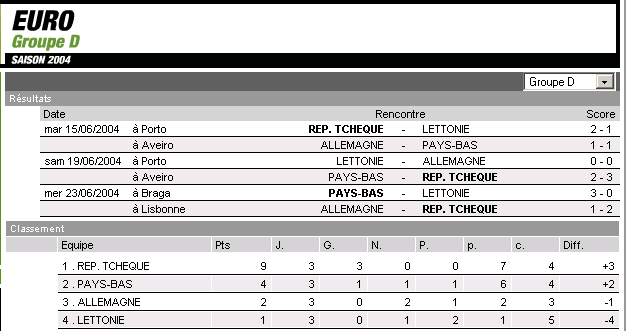 EURO
Groupe D
SAISON 2004
Groupe D
Résultats
Date Rencontre Score
mar 15/06/2004 à Porto REP. TCHEQUE - LETTONIE 2 - 1
à Aveiro ALLEMAGNE - PAYS-BAS 1 - 1
sam 19/06/2004 à Porto LETTONIE - ALLEMAGNE 0 - 0
à Aveiro PAYS-BAS - REP. TCHEQUE 2 - 3
mer 23/06/2004 à Braga PAYS-BAS - LETTONIE 3 - 0
à Lisbonne ALLEMAGNE - REP. TCHEQUE 1 - 2
Classement
Equipe Pts J. G. N. P. p. c. Diff.
1 . REP. TCHEQUE 9 3 3 0 0 7 4 +3
2 . PAYS-BAS 4 3 1 1 1 6 4 +2
3 . ALLEMAGNE 2 3 0 2 1 2 3 -1
4 . LETTONIE 1 3 0 1 2 1 5 -4